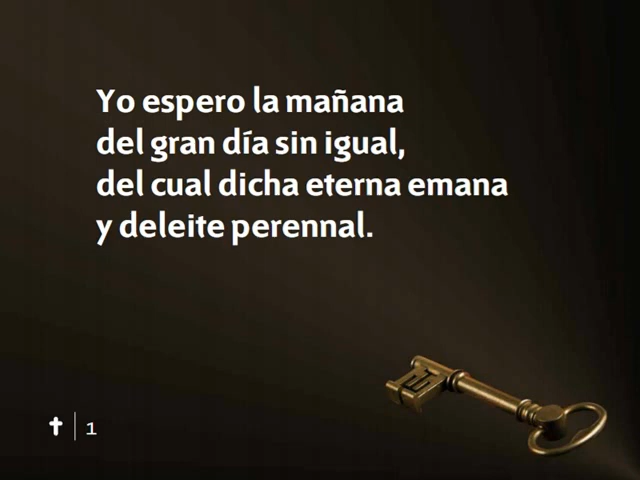 Yo espero la mañana
del gran día sin igual,
del cual dicha eterna emana
y deleite perennal.
1